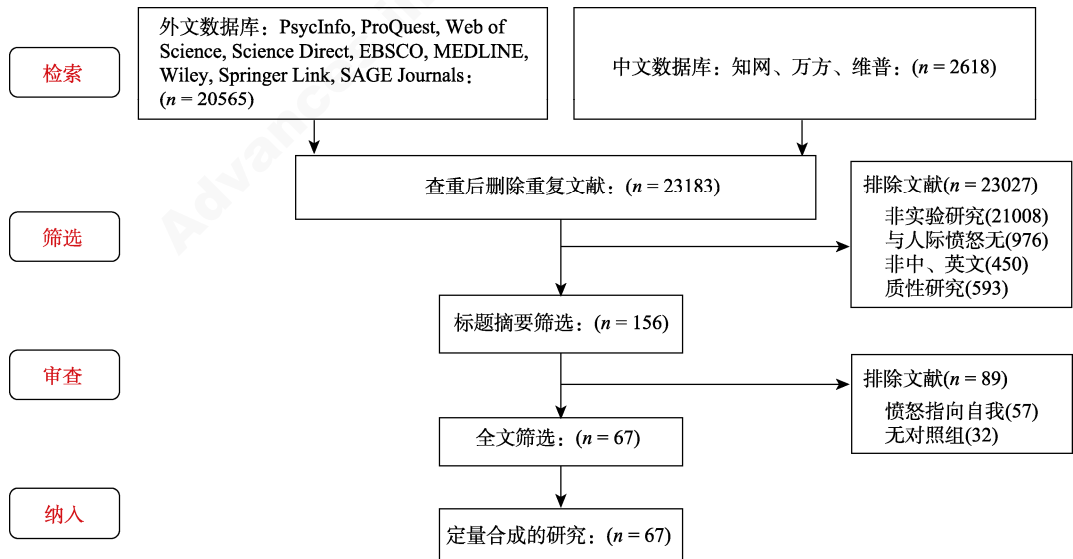 检索
外文数据库：PsycInfo, ProQuest, Web of
Science, Science Direct, EBSCO, MEDLINE,
Wiley, Springer Link, SAGE Journals：
(n = 20565)
中文数据库：知网、万方、维普：(n = 2618)
查重后删除重复文献：(n = 23183)
筛选
排除文献(n = 23027)
非实验研究(21008)
与人际愤怒无(976)
非中、英文(450)
质性研究(593)
标题摘要筛选：(n = 156)
审查
排除文献(n = 89)
愤怒指向自我(57)
无对照组(32)
全文筛选：(n = 67)
纳入
定量合成的研究：(n = 67)